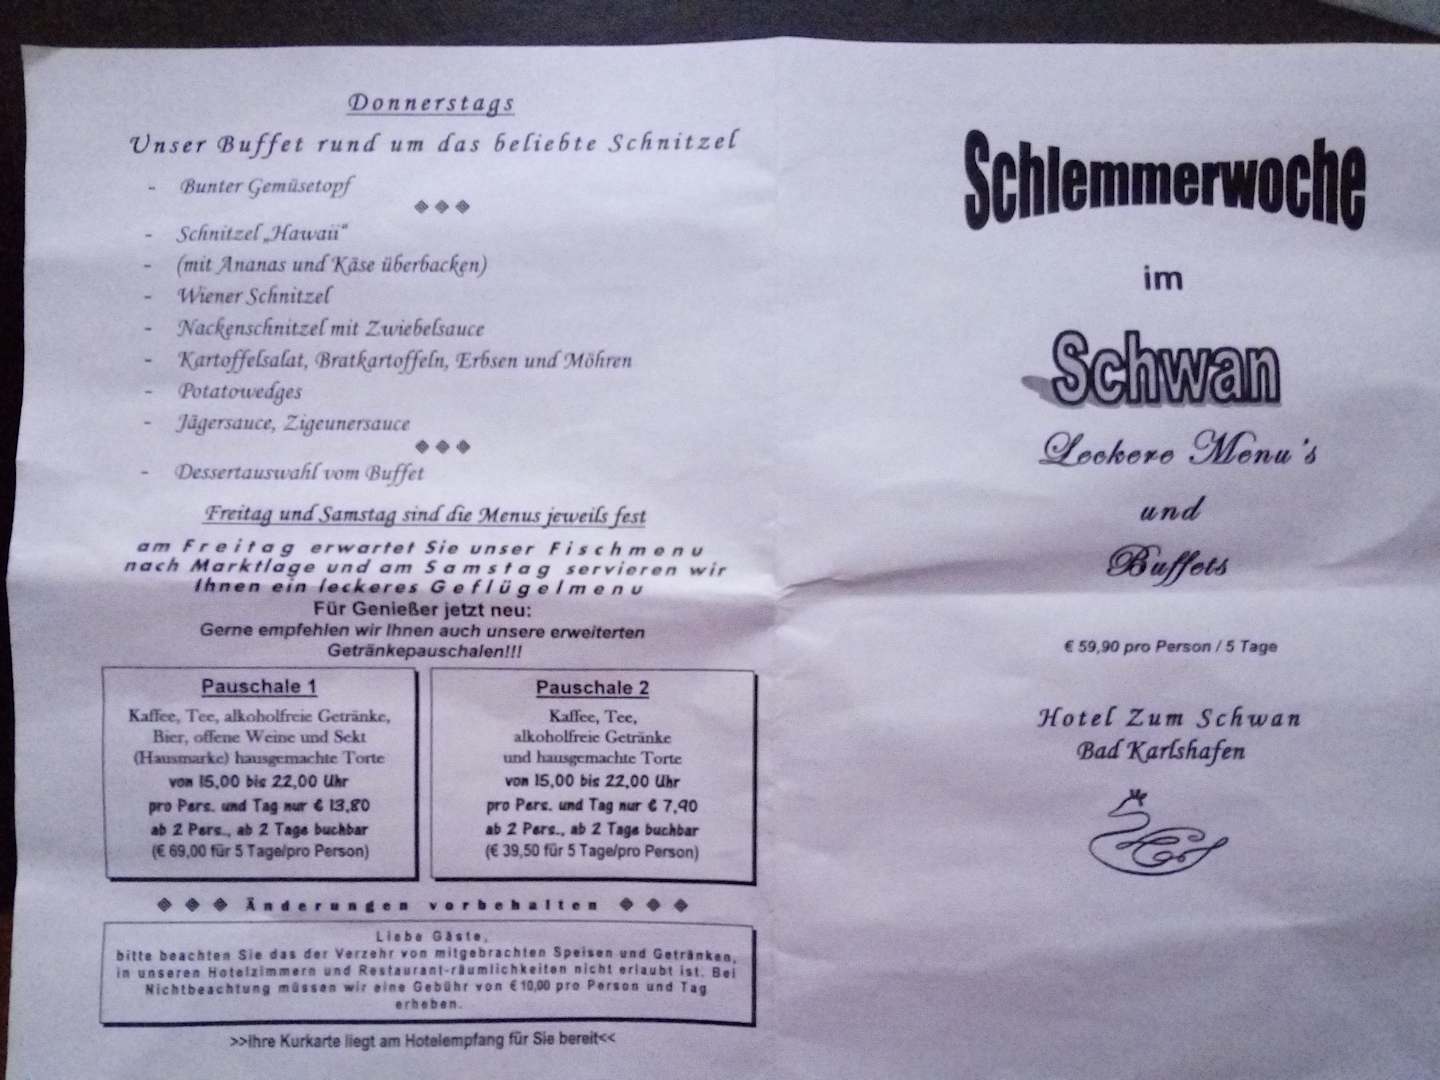 Donnerstags
Unser Buffet rund um das beliebte Schnitzel
- Bunter Gemüsetopf
- Schnitzel „Hawaii“
- (mit Ananas und Käse überbacken)
- Wiener Schnitzel
- Nackenschnitzel mit Zwiebelsauce
- Kartoffelsalat, Bratkartoffeln, Erbsen und Möhren
- Potatowedges
- Jägersauce, Zigeunersauce
- Dessertauswahl vom Buffet
Freitag und Samstag sind die Menus jeweils fest
am Freitag erwartet Sie unser Fischmenu
nach Marktlage und am Samstag servieren wir
Ihnen ein leckeres Geflügelmenu
Für Genießer jetzt neu:
Gerne empfehlen wir Ihnen auch unsere erweiterten
Getränkepauschalen!!!
Pauschale 1
Kaffee, Tee, alkoholfreie Getränke,
Bier, offene Weine und Sekt
(Hausmarke) hausgemachte Torte
von 15,00 bis 22,00 Uhr
pro Pers. und Tag nur € 13,80
ab 2 Pers., ab 2 Tage buchbar
(€ 69,00 für 5 Tage/pro Person)
Pauschale 2
Kaffee, Tee,
alkoholfreie Getränke
und hausgemachte Torte
von 15,00 bis 22,00 Uhr
pro Pers. und Tag nur € 7,90
ab 2 Pers., ab 2 Tage buchbar
(€ 39,50 für 5 Tage/pro Person)
Änderungen vorbehalten
Liebe Gäste,
bitte beachten Sie das der Verzehr von mitgebrachten Speisen und Getränken,
in unseren Hotelzimmern und Restaurant-räumlichkeiten nicht erlaubt ist. Bei
Nichtbeachtung müssen wir eine Gebühr von € 10,00 pro Person und Tag
erheben.
>>Ihre Kurkarte liegt am Hotelempfang für Sie bereit<<
Schlemmerwoche
im
Schwan
Leckere Menu's
und
Buffets
€ 59,90 pro Person / 5 Tage
Hotel Zum Schwan
Bad Karlshafen